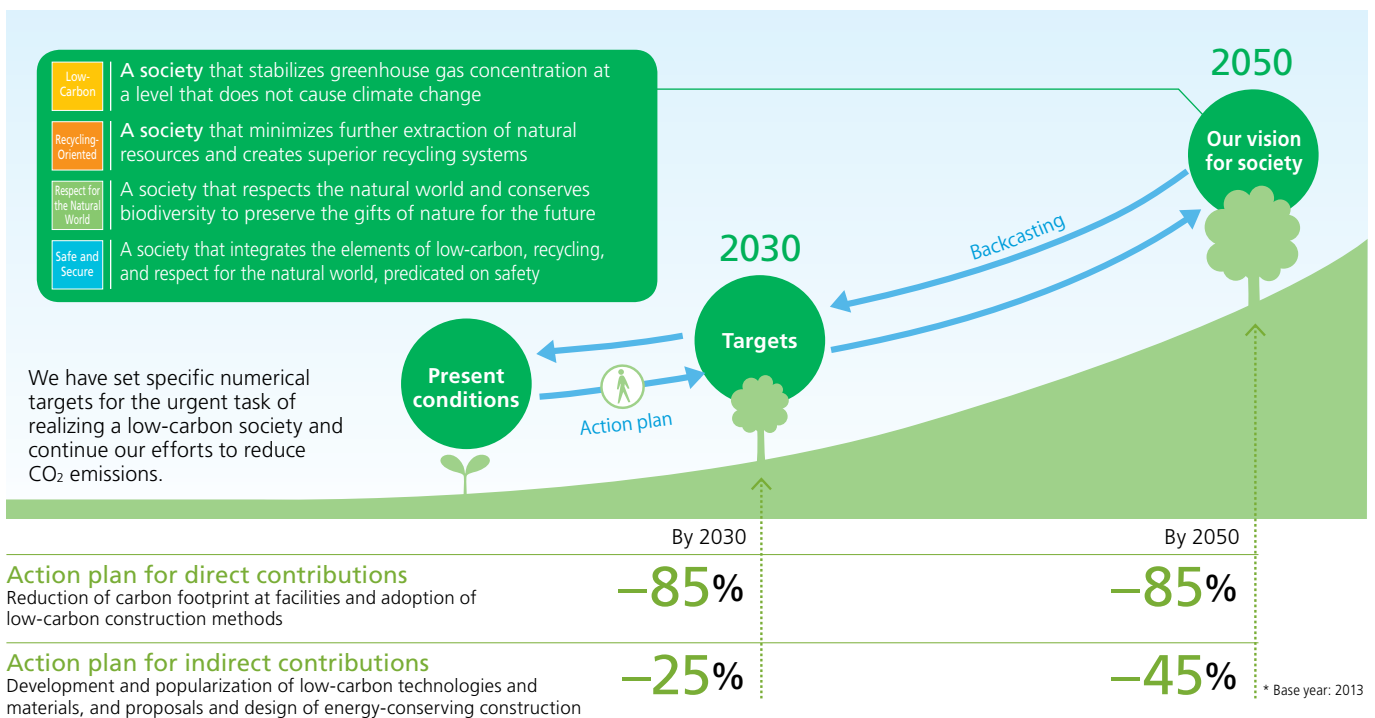 Low-
Carbon
A society that stabilizes greenhouse gas concentration at
a level that does not cause climate change
Recycling-
Oriented
A society that minimizes further extraction of natural
resources and creates superior recycling systems
Respect for
the Natural
World
A society that respects the natural world and conserves
biodiversity to preserve the gifts of nature for the future
Safe and
Secure
A society that integrates the elements of low-carbon, recycling,
and respect for the natural world, predicated on safety
2050
Our vision
for society
Backcasting
2030
Targets
Present
conditions
Action plan
We have set specific numerical
targets for the urgent task of
realizing a low-carbon society and
continue our efforts to reduce
CO₂ emissions.
By 2030
By 2050
Action plan for direct contributions
Reduction of carbon footprint at facilities and adoption of
low-carbon construction methods
–85%
–85%
Action plan for indirect contributions
Development and popularization of low-carbon technologies and
materials, and proposals and design of energy-conserving construction
–25%
–45%
* Base year: 2013